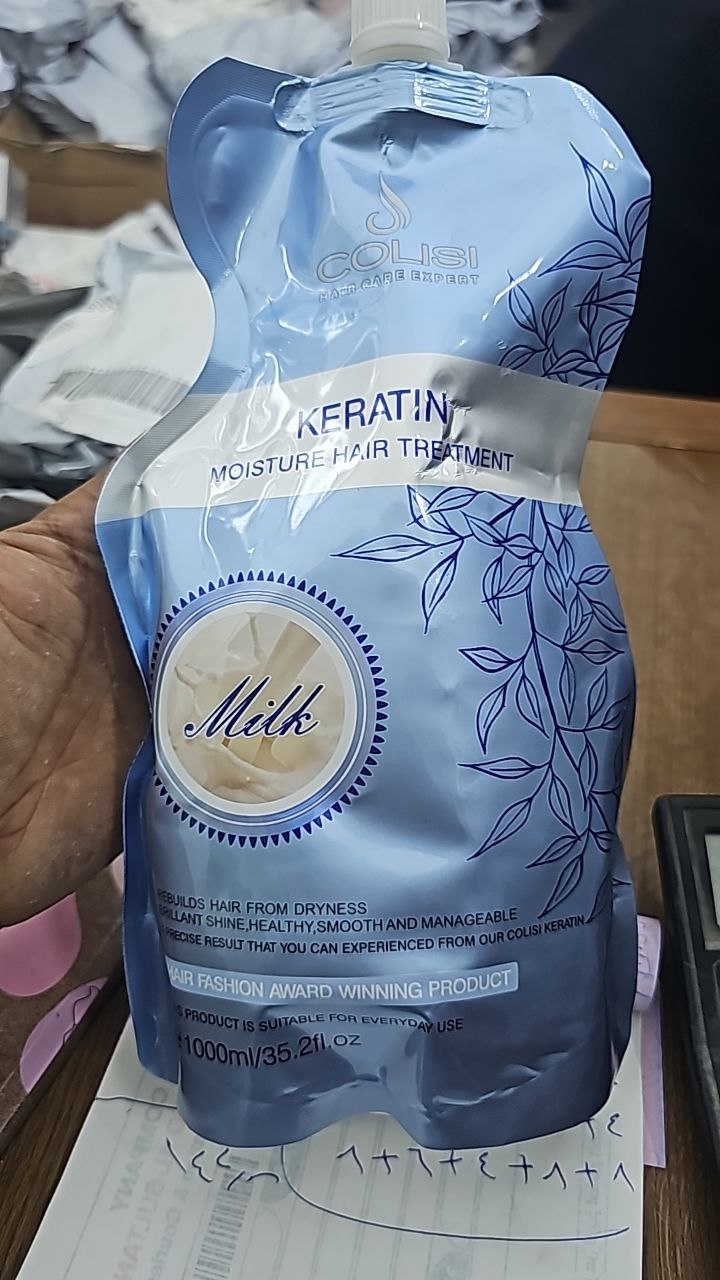 COLISI
HAIR CARE EXPERT
KERATIN
MOISTURE HAIR TREATMENT
Milk
REBUILDS HAIR FROM DRYNESS
BRILLANT SHINE,HEALTHY,SMOOTH AND MANAGEABLE
PRECISE RESULT THAT YOU CAN EXPERIENCED FROM OUR COLISI KERATIN
HAIR FASHION AWARD WINNING PRODUCT
PRODUCT IS SUITABLE FOR EVERYDAY USE
1000ml/35.2fl.oz
COMPANY
SULTAN